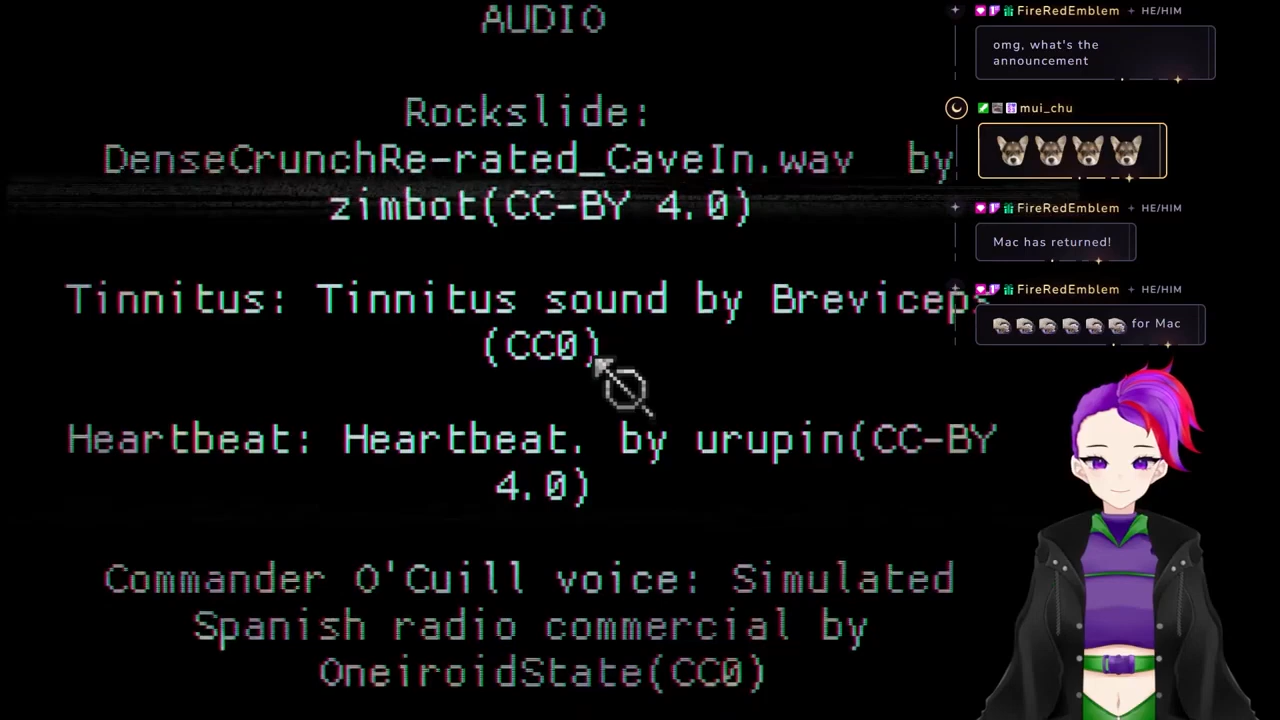 AUDIO
Rockslide:
DenseCrunchRe-rated_CaveIn.wav by
zimbot(CC-BY 4.0)
Tinnitus: Tinnitus sound by Breviceps
(CC0)
Heartbeat: Heartbeat. by urupin(CC-BY
4.0)
Commander O'Cuill voice: Simulated
Spanish radio commercial by
OneiroidState(CC0)
FireRedEmblem HE/HIM
omg, what's the
announcement
mui_chu
FireRedEmblem HE/HIM
Mac has returned!
FireRedEmblem HE/HIM
for Mac